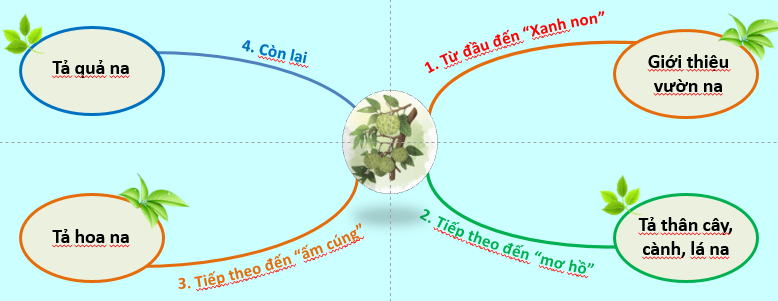 1. Từ đầu đến “Xanh non”
Giới thiệu
vườn na
2. Tiếp theo đến “mơ hồ”
Tả thân cây,
cành, lá na
3. Tiếp theo đến “ấm cúng”
Tả hoa na
4. Còn lại
Tả quả na